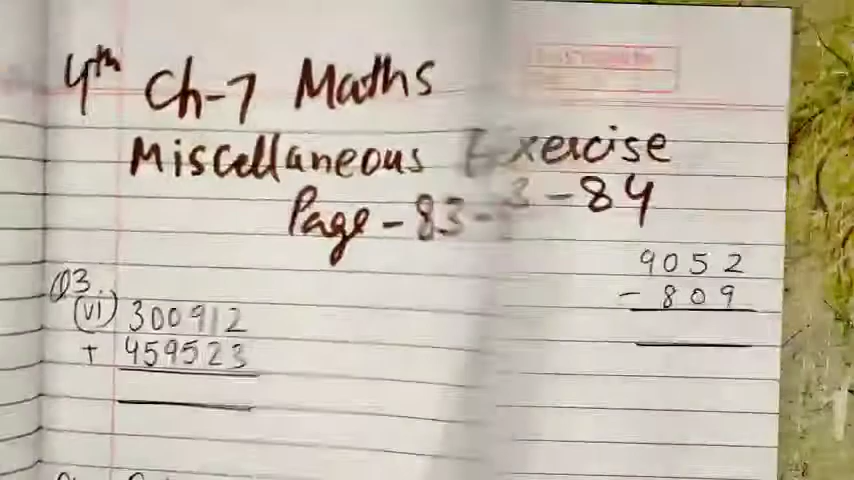 4th Ch-7 Maths
Miscellaneous Exercise
Page - 83 - 84
9052
- 809
Q3.
(vi) 300912
+ 459523